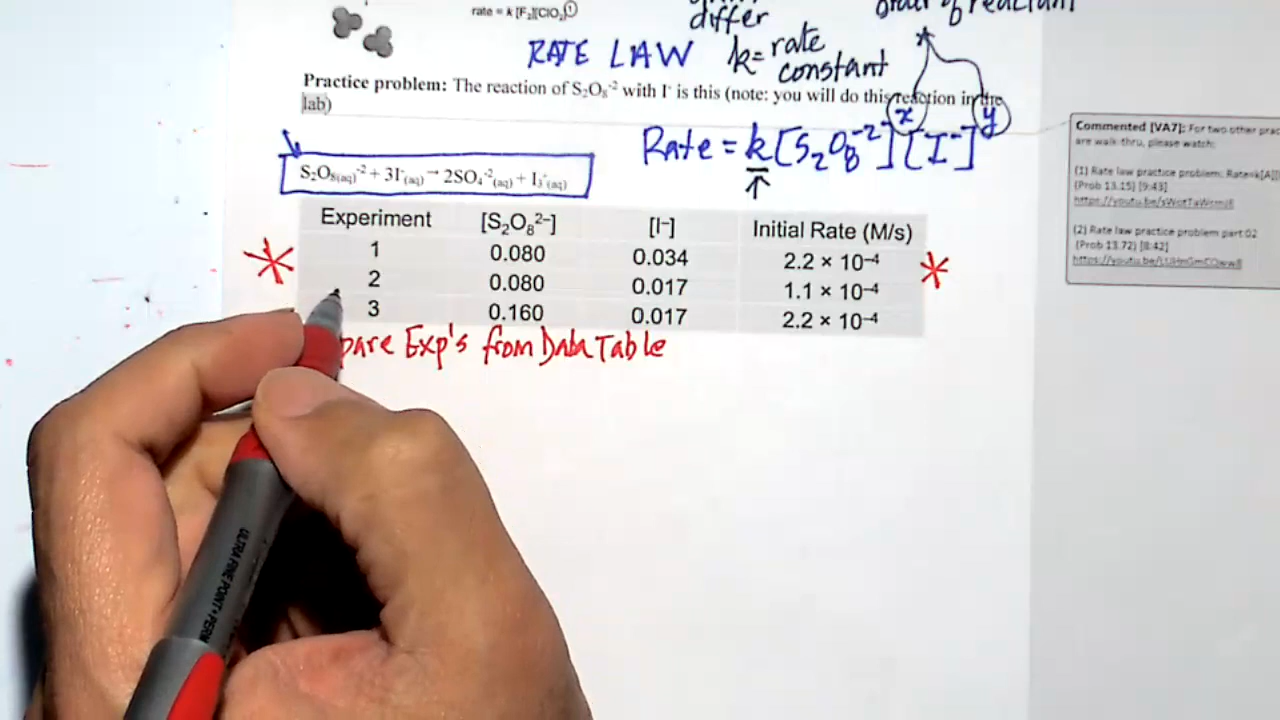 rate = k [F₂][ClO₂]¹
differ
order of reactant
RATE LAW
k = rate constant
Practice problem: The reaction of S₂O₈⁻² with I⁻ is this (note: you will do this reaction in the
lab)
x
y
Rate = k[S₂O₈⁻²][I⁻]
S₂O₈(aq)⁻² + 3I⁻(aq) → 2SO₄⁻²(aq) + I₃⁻(aq)
Experiment [S₂O₈²⁻] [I⁻] Initial Rate (M/s)
1 0.080 0.034 2.2 × 10⁻⁴
2 0.080 0.017 1.1 × 10⁻⁴
3 0.160 0.017 2.2 × 10⁻⁴
pare Exp's from Data Table
Commented [VA7]: For two other
are walk-thru, please watch:
(1) Rate law practice problem:
(Prob 13.15) [9:43]
(2) Rate law practice problem part 02
(Prob 13.72) [8:42]
ULTRA FINE POINT • PERM